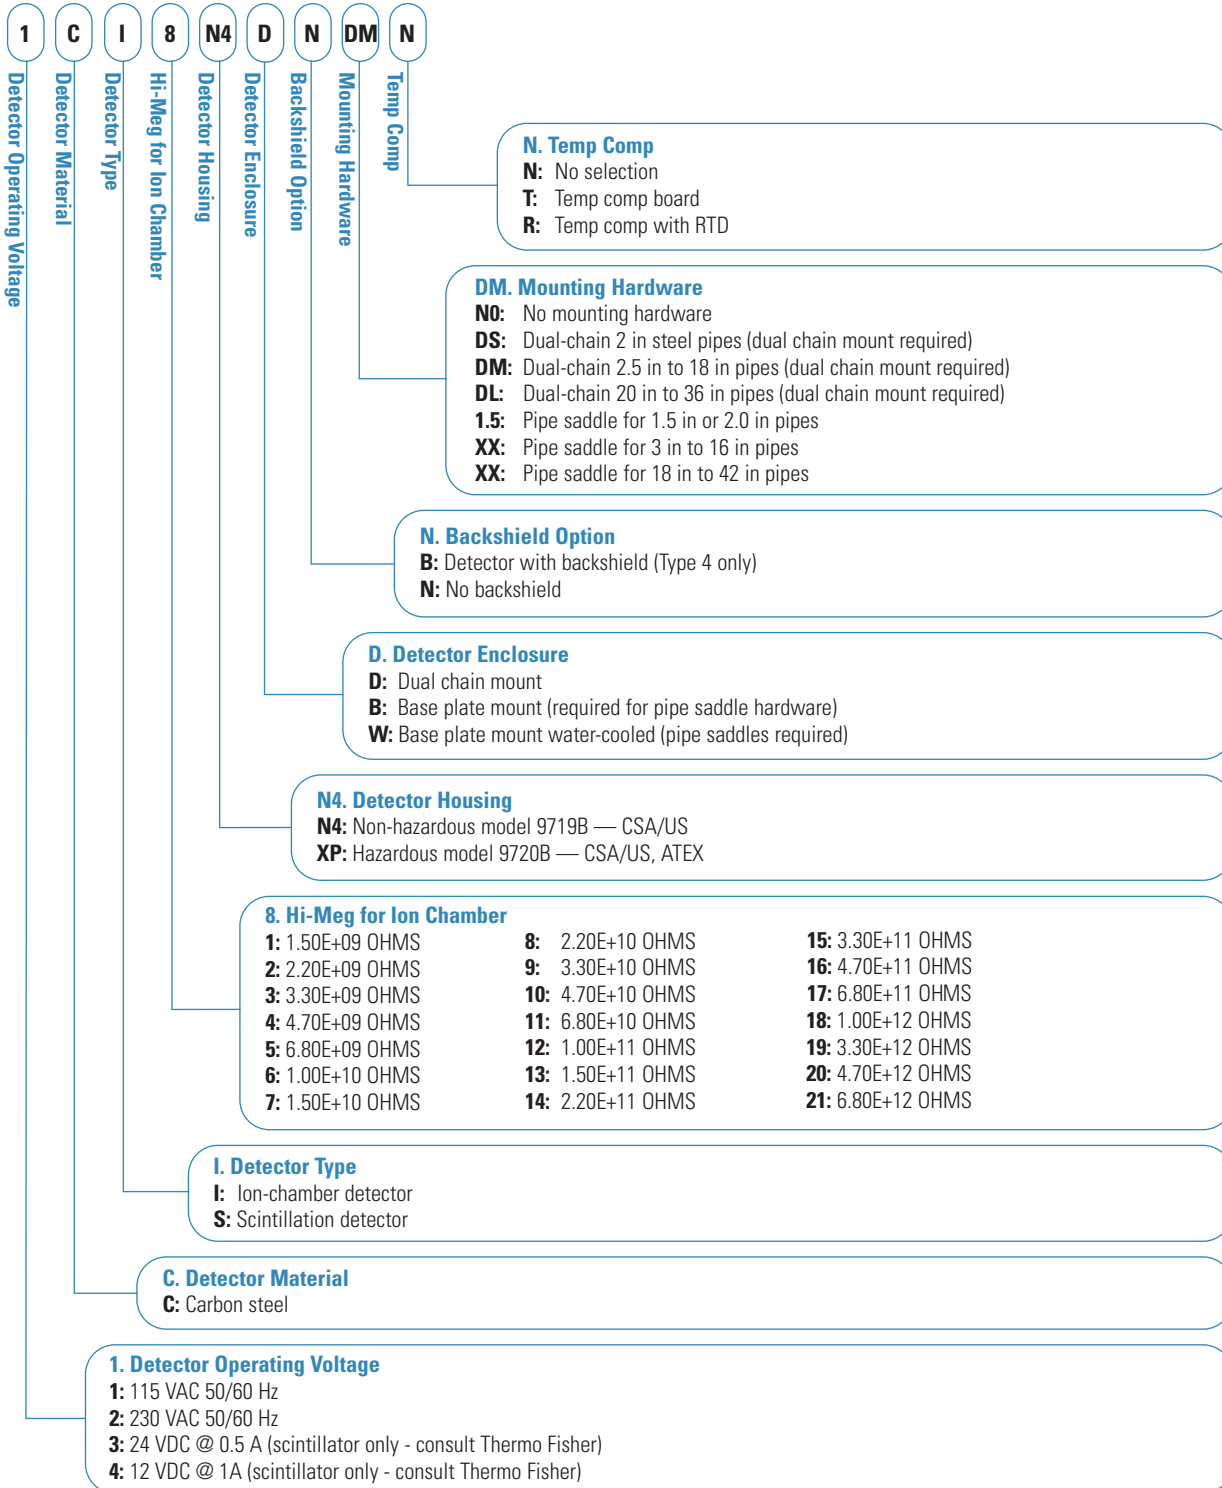 1 C I 8 N4 D N DM N
Detector Operating Voltage
Detector Material
Detector Type
Hi-Meg for Ion Chamber
Detector Housing
Detector Enclosure
Backshield Option
Mounting Hardware
Temp Comp
N. Temp Comp
N: No selection
T: Temp comp board
R: Temp comp with RTD
DM. Mounting Hardware
N0: No mounting hardware
DS: Dual-chain 2 in steel pipes (dual chain mount required)
DM: Dual-chain 2.5 in to 18 in pipes (dual chain mount required)
DL: Dual-chain 20 in to 36 in pipes (dual chain mount required)
1.5: Pipe saddle for 1.5 in or 2.0 in pipes
XX: Pipe saddle for 3 in to 16 in pipes
XX: Pipe saddle for 18 in to 42 in pipes
N. Backshield Option
B: Detector with backshield (Type 4 only)
N: No backshield
D. Detector Enclosure
D: Dual chain mount
B: Base plate mount (required for pipe saddle hardware)
W: Base plate mount water-cooled (pipe saddles required)
N4. Detector Housing
N4: Non-hazardous model 9719B — CSA/US
XP: Hazardous model 9720B — CSA/US, ATEX
8. Hi-Meg for Ion Chamber
1: 1.50E+09 OHMS
2: 2.20E+09 OHMS
3: 3.30E+09 OHMS
4: 4.70E+09 OHMS
5: 6.80E+09 OHMS
6: 1.00E+10 OHMS
7: 1.50E+10 OHMS
8: 2.20E+10 OHMS
9: 3.30E+10 OHMS
10: 4.70E+10 OHMS
11: 6.80E+10 OHMS
12: 1.00E+11 OHMS
13: 1.50E+11 OHMS
14: 2.20E+11 OHMS
15: 3.30E+11 OHMS
16: 4.70E+11 OHMS
17: 6.80E+11 OHMS
18: 1.00E+12 OHMS
19: 3.30E+12 OHMS
20: 4.70E+12 OHMS
21: 6.80E+12 OHMS
I. Detector Type
I: Ion-chamber detector
S: Scintillation detector
C. Detector Material
C: Carbon steel
1. Detector Operating Voltage
1: 115 VAC 50/60 Hz
2: 230 VAC 50/60 Hz
3: 24 VDC @ 0.5 A (scintillator only - consult Thermo Fisher)
4: 12 VDC @ 1A (scintillator only - consult Thermo Fisher)